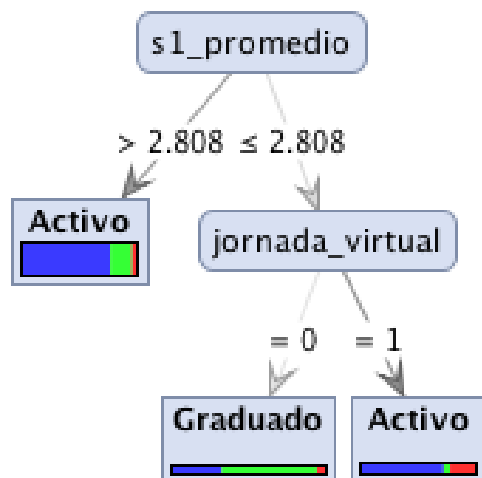 s1_promedio
> 2.808 ≤ 2.808
Activo
jornada_virtual
= 0 = 1
Graduado Activo